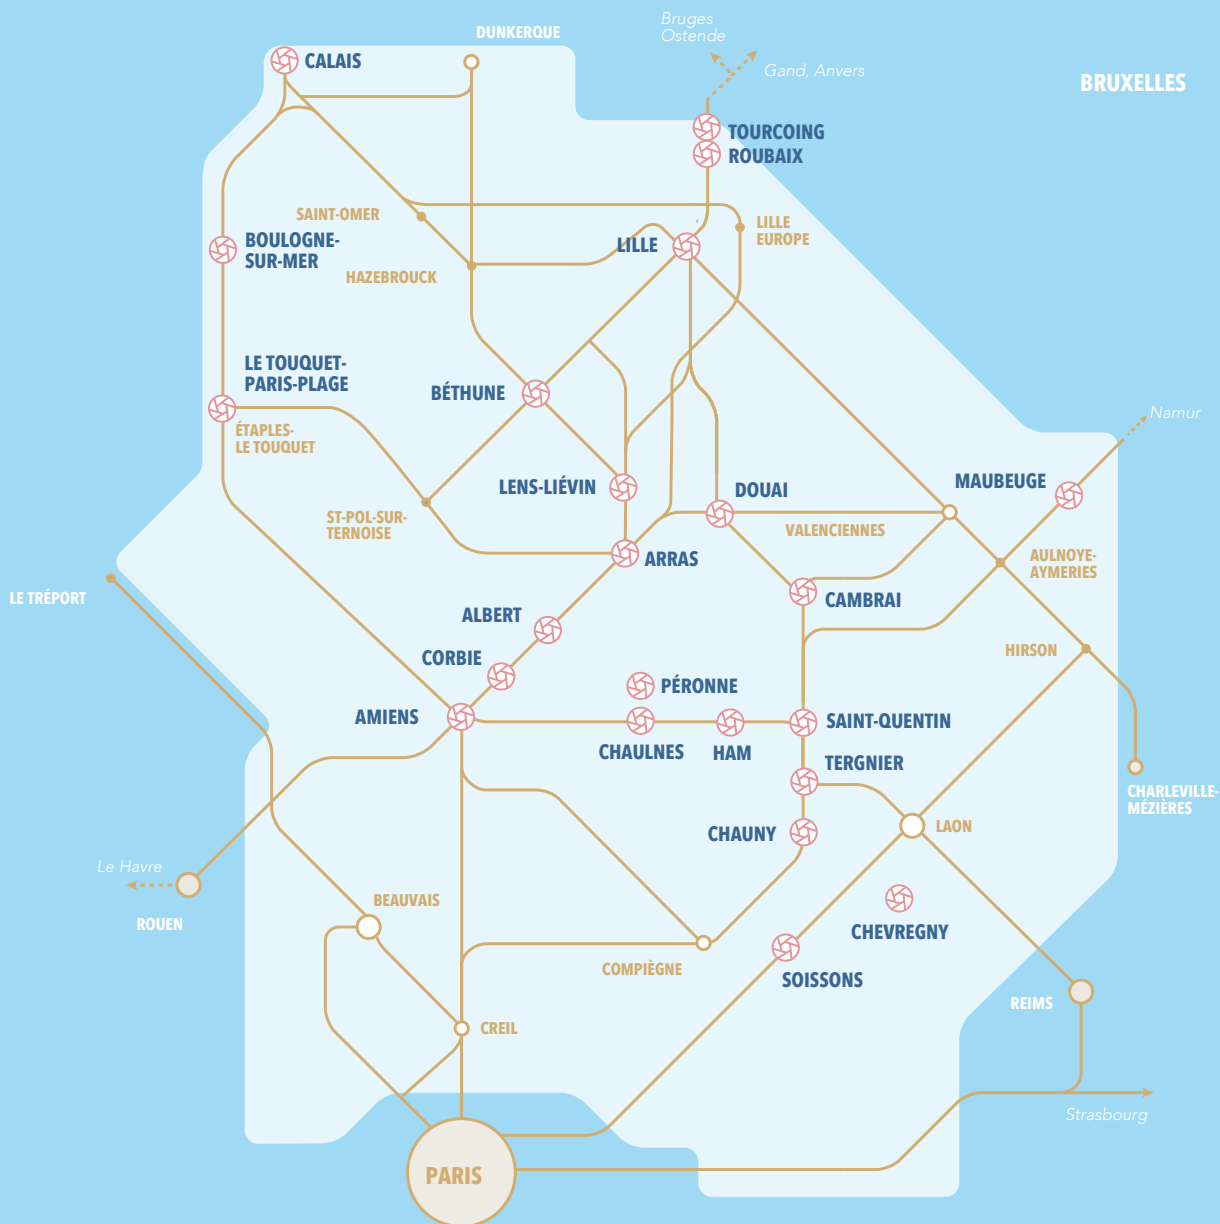 Bruges
Ostende
DUNKERQUE
CALAIS
Gand, Anvers
BRUXELLES
TOURCOING
ROUBAIX
SAINT-OMER
LILLE
EUROPE
BOULOGNE-
SUR-MER
LILLE
HAZEBROUCK
LE TOUQUET-
PARIS-PLAGE
BÉTHUNE
Namur
ÉTAPLES-
LE TOUQUET
MAUBEUGE
LENS-LIÉVIN
DOUAI
ST-POL-SUR-
TERNOISE
VALENCIENNES
ARRAS
AULNOYE-
AYMERIES
LE TRÉPORT
CAMBRAI
ALBERT
HIRSON
CORBIE
PÉRONNE
AMIENS
SAINT-QUENTIN
CHAULNES
HAM
TERGNIER
CHARLEVILLE-
MÉZIÈRES
CHAUNY
LAON
Le Havre
BEAUVAIS
ROUEN
CHEVREGNY
COMPIÈGNE
SOISSONS
REIMS
CREIL
Strasbourg
PARIS